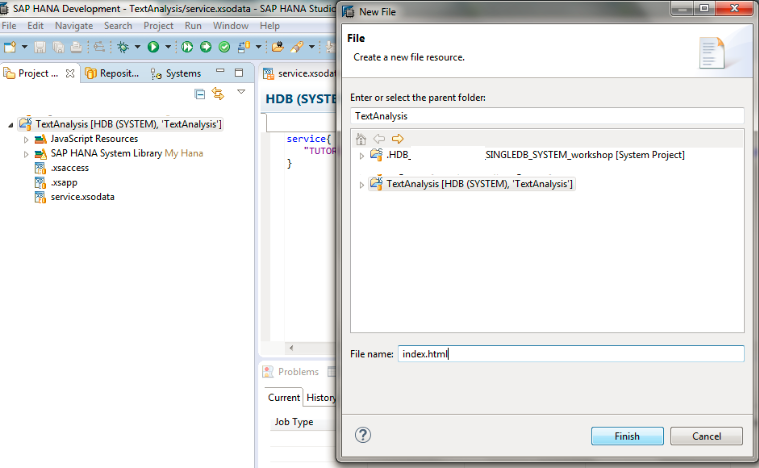 SAP HANA Development - TextAnalysis/service.xsodata - SAP HANA Studio
File Edit Navigate Search Project Run Window Help
Project ... Reposit... Systems
TextAnalysis [HDB (SYSTEM), 'TextAnalysis']
JavaScript Resources
SAP HANA System Library My Hana
.xsaccess
.xsapp
service.xsodata
service.xsodata
HDB (SYSTE
service{
"TUTOR
}
Problems
Current History
Job Type
New File
File
Create a new file resource.
Enter or select the parent folder:
TextAnalysis
.HDB_ .SINGLEDB_SYSTEM_workshop [System Project]
TextAnalysis [HDB (SYSTEM), 'TextAnalysis']
File name: index.html
Finish Cancel